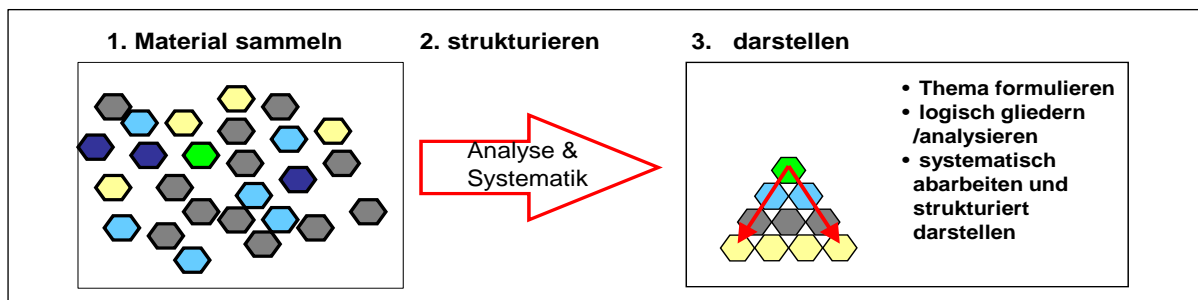 1. Material sammeln
2. strukturieren
3. darstellen
Analyse &
Systematik
• Thema formulieren
• logisch gliedern
/analysieren
• systematisch
abarbeiten und
strukturiert
darstellen